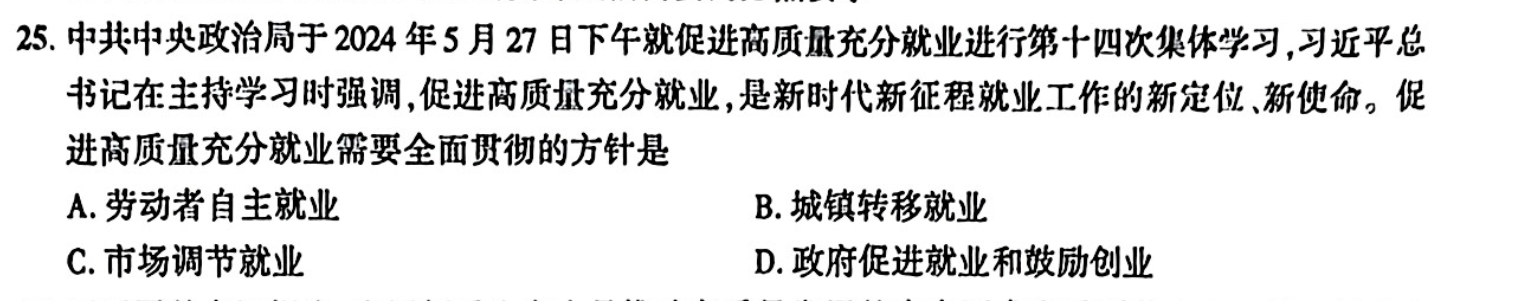 25. 中共中央政治局于2024年5月27日下午就促进高质量充分就业进行第十四次集体学习,习近平总
书记在主持学习时强调,促进高质量充分就业,是新时代新征程就业工作的新定位、新使命。促
进高质量充分就业需要全面贯彻的方针是
A. 劳动者自主就业 B. 城镇转移就业
C. 市场调节就业 D. 政府促进就业和鼓励创业